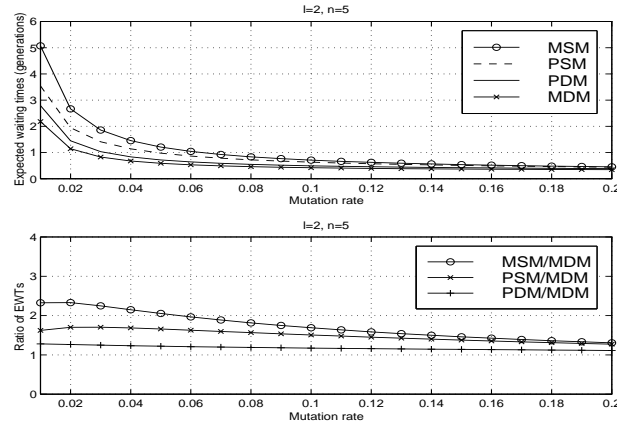 l=2, n=5
Expected waiting times (generations)
6
5
4
3
2
1
0
MSM
PSM
PDM
MDM
0.02 0.04 0.06 0.08 0.1 0.12 0.14 0.16 0.18 0.2
Mutation rate
l=2, n=5
Ratio of EWTs
4
3
2
1
0
MSM/MDM
PSM/MDM
PDM/MDM
0.02 0.04 0.06 0.08 0.1 0.12 0.14 0.16 0.18 0.2
Mutation rate